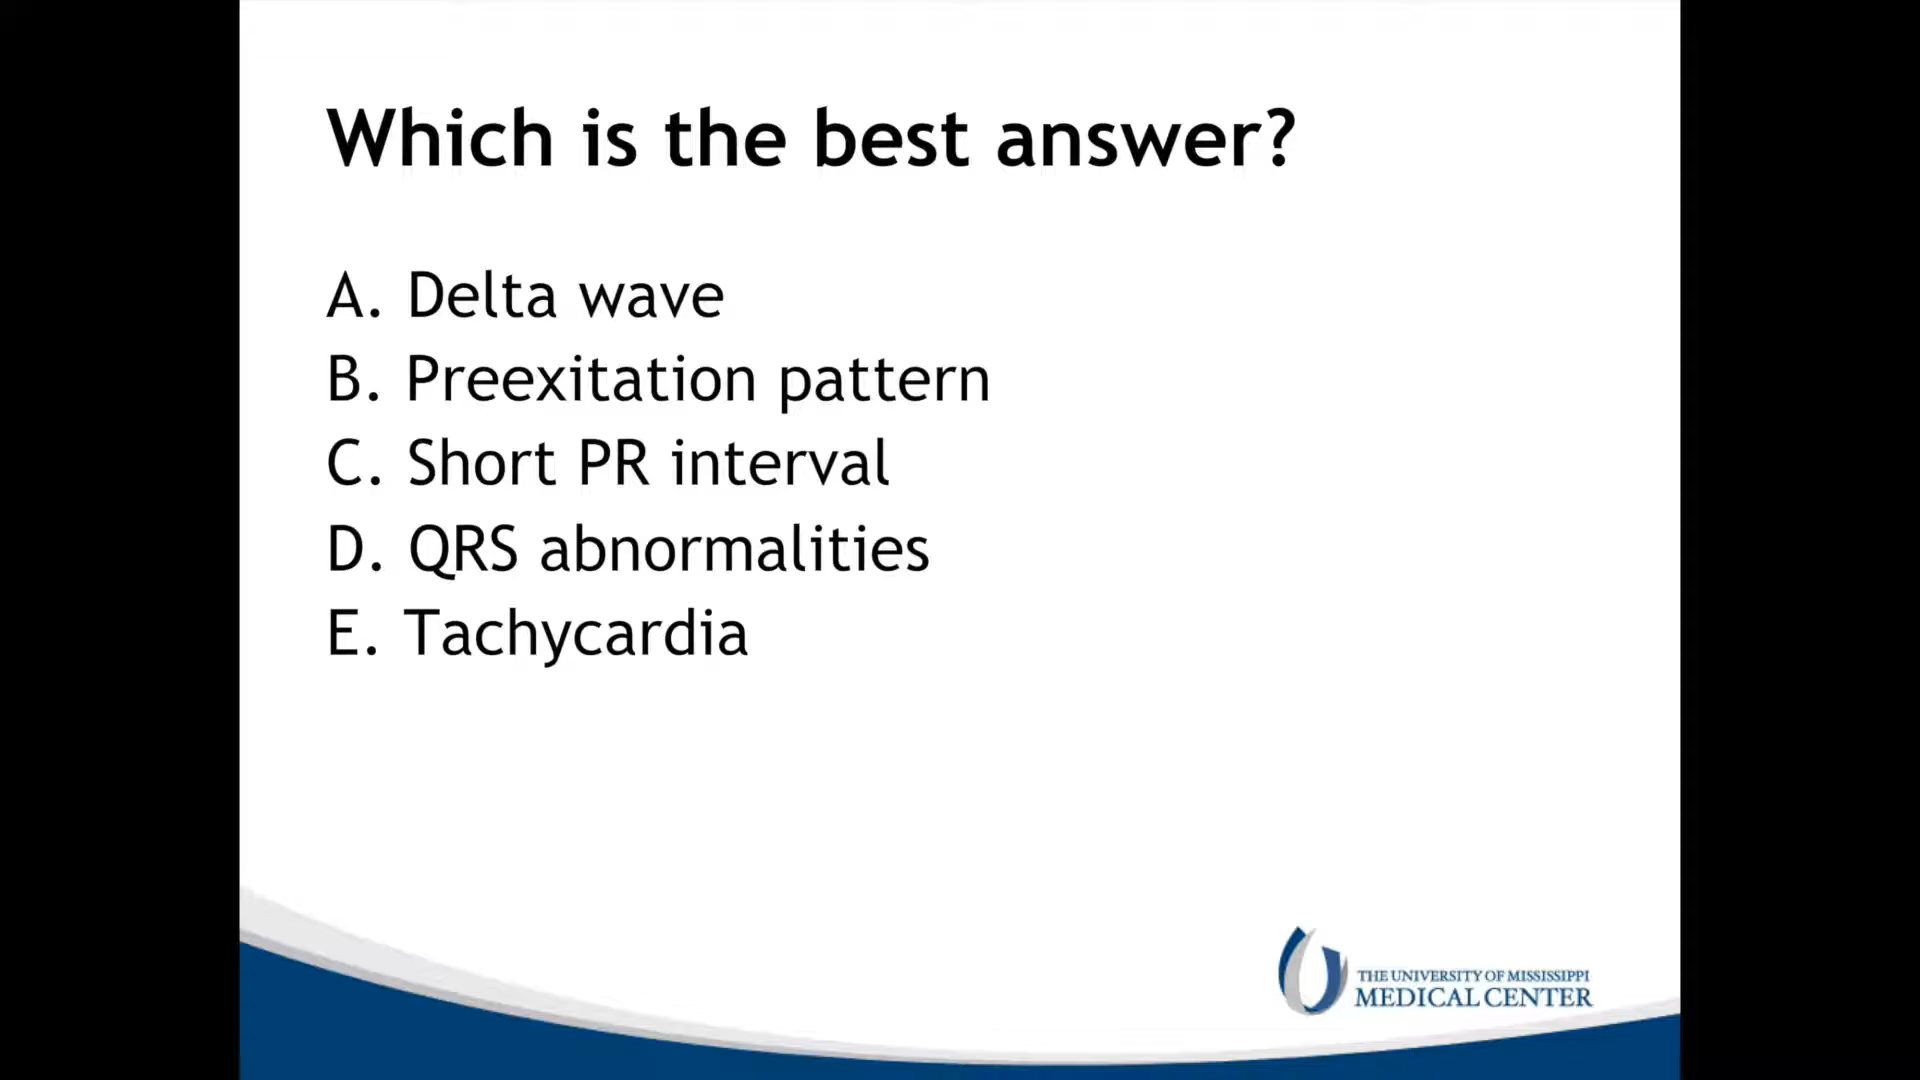 Which is the best answer?
A. Delta wave
B. Preexitation pattern
C. Short PR interval
D. QRS abnormalities
E. Tachycardia
THE UNIVERSITY OF MISSISSIPPI
MEDICAL CENTER